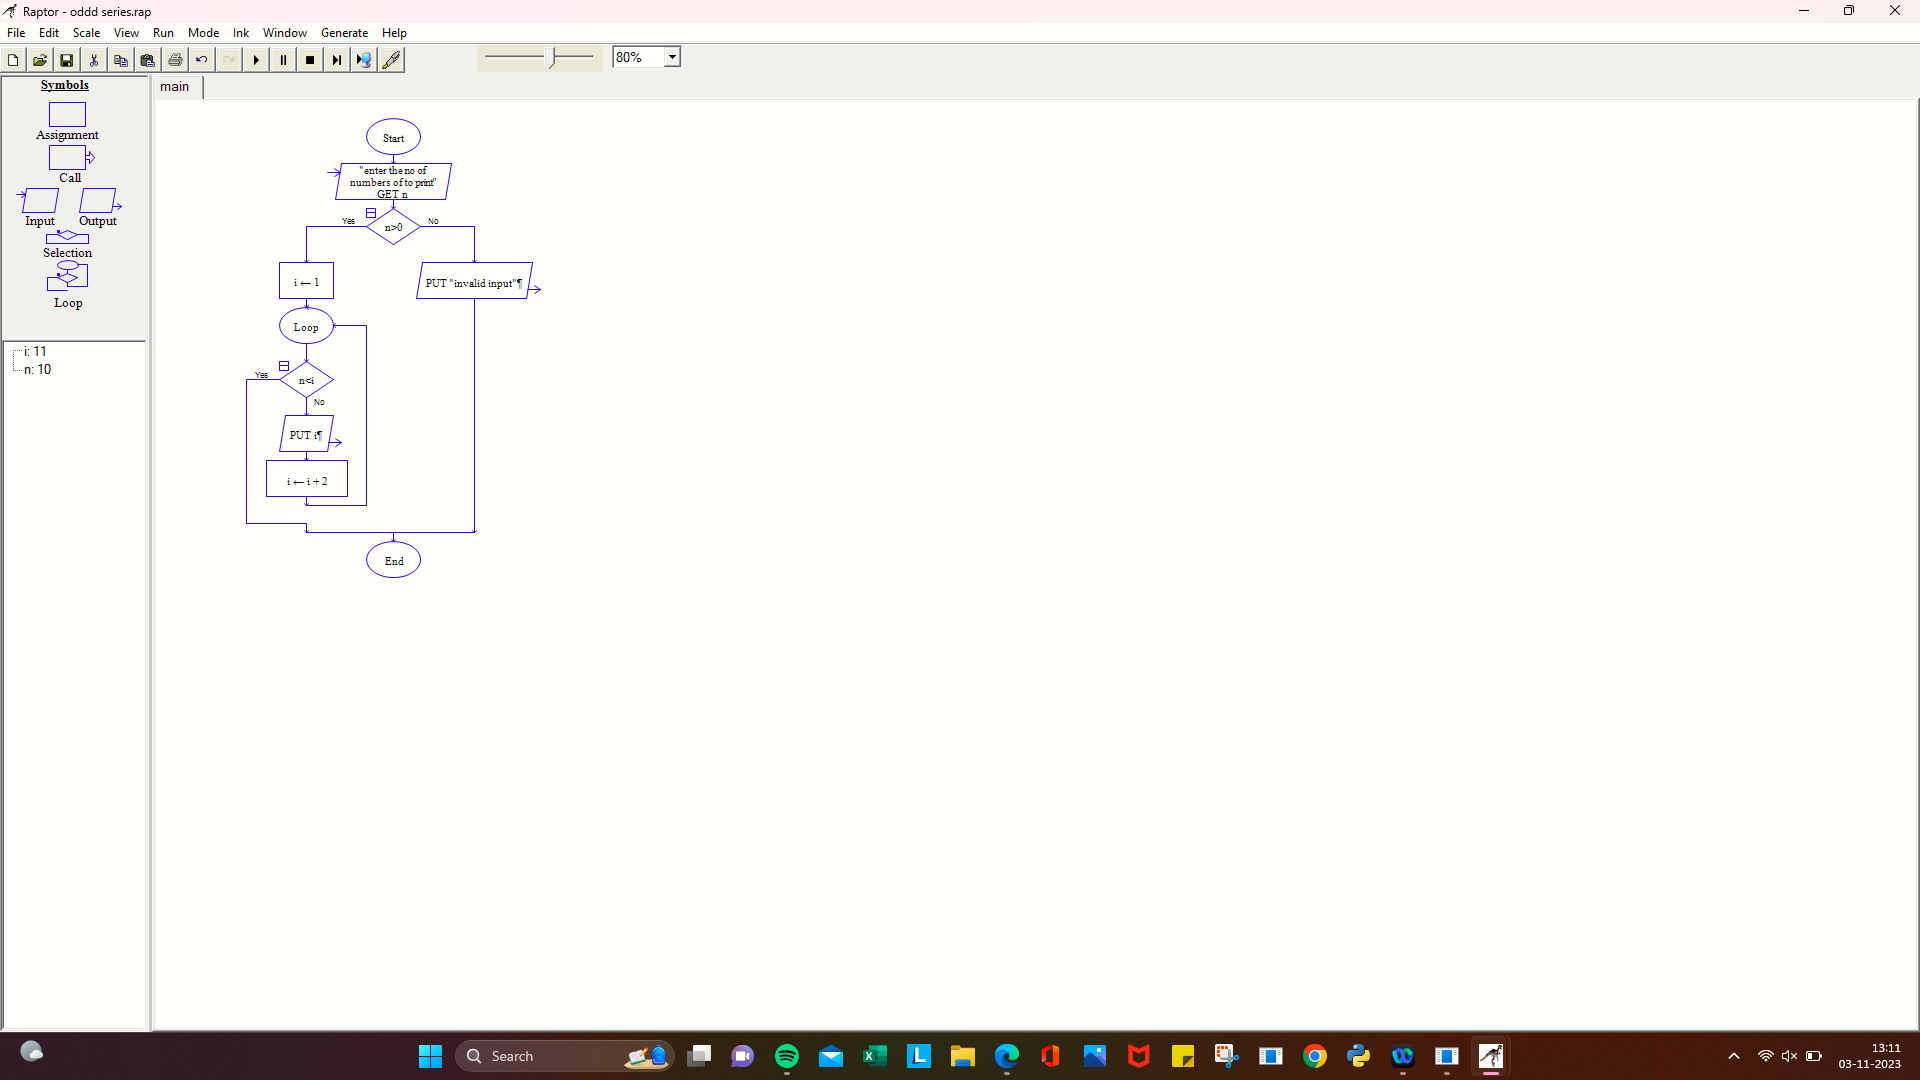 Raptor - oddd series.rap
File Edit Scale View Run Mode Ink Window Generate Help
80%
Symbols
Assignment
Call
Input Output
Selection
Loop
i: 11
n: 10
main
Start
"enter the no of
numbers of to print"
GET n
Yes n>0 No
i ← 1
PUT "invalid input"¶
Loop
Yes n<i
No
PUT i¶
i ← i + 2
End
Search
13:11
03-11-2023